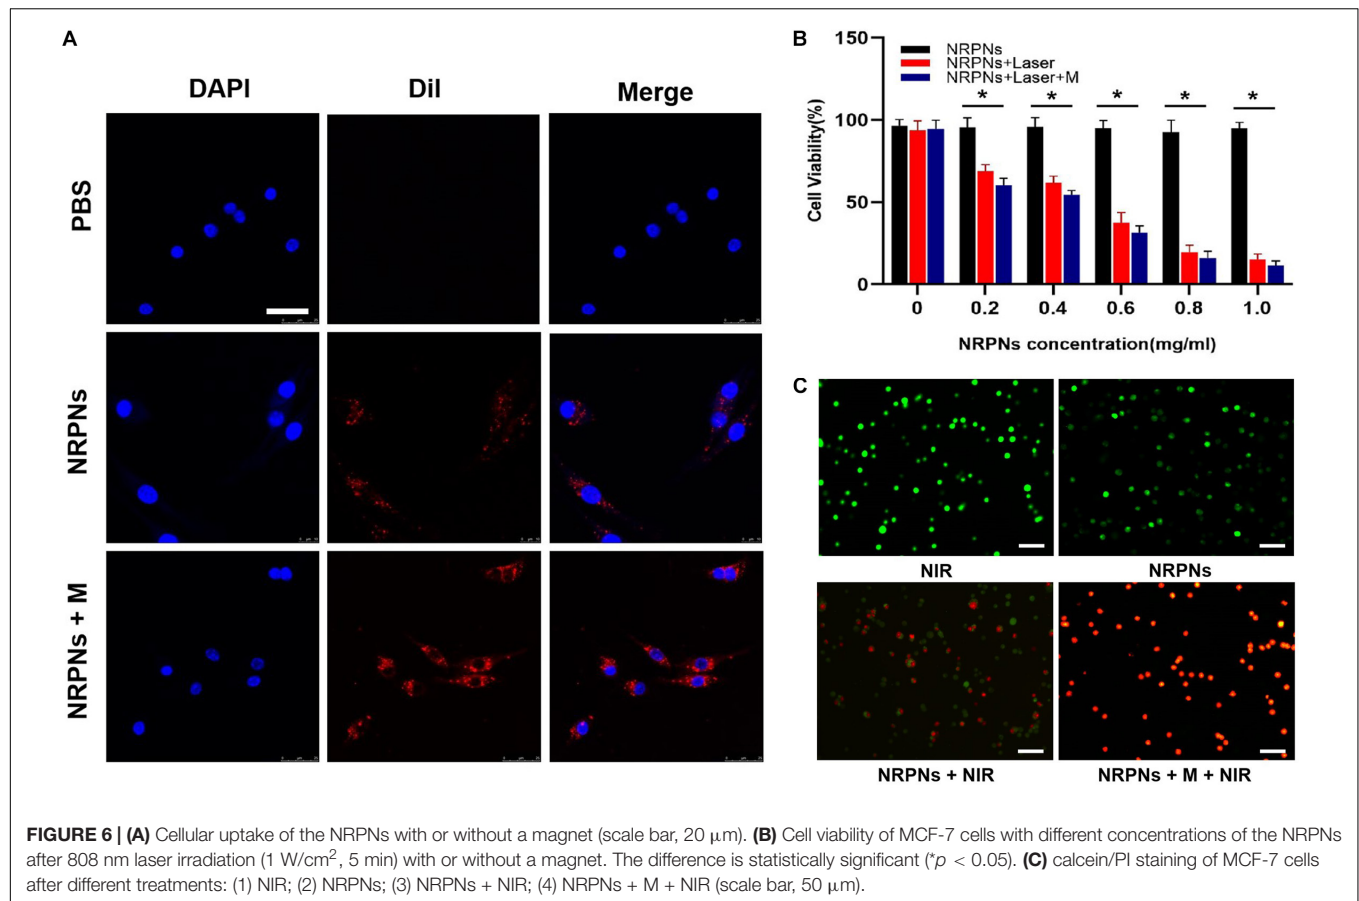 A
DAPI
DiI
Merge
PBS
NRPNs
NRPNs + M
B
NRPNs
NRPNs+Laser
NRPNs+Laser+M
* * * * *
150
100
50
0
Cell Viability(%)
0 0.2 0.4 0.6 0.8 1.0
NRPNs concentration(mg/ml)
C
NIR
NRPNs
NRPNs + NIR
NRPNs + M + NIR
FIGURE 6 | (A) Cellular uptake of the NRPNs with or without a magnet (scale bar, 20 μm). (B) Cell viability of MCF-7 cells with different concentrations of the NRPNs
after 808 nm laser irradiation (1 W/cm², 5 min) with or without a magnet. The difference is statistically significant (*p < 0.05). (C) calcein/PI staining of MCF-7 cells
after different treatments: (1) NIR; (2) NRPNs; (3) NRPNs + NIR; (4) NRPNs + M + NIR (scale bar, 50 μm).